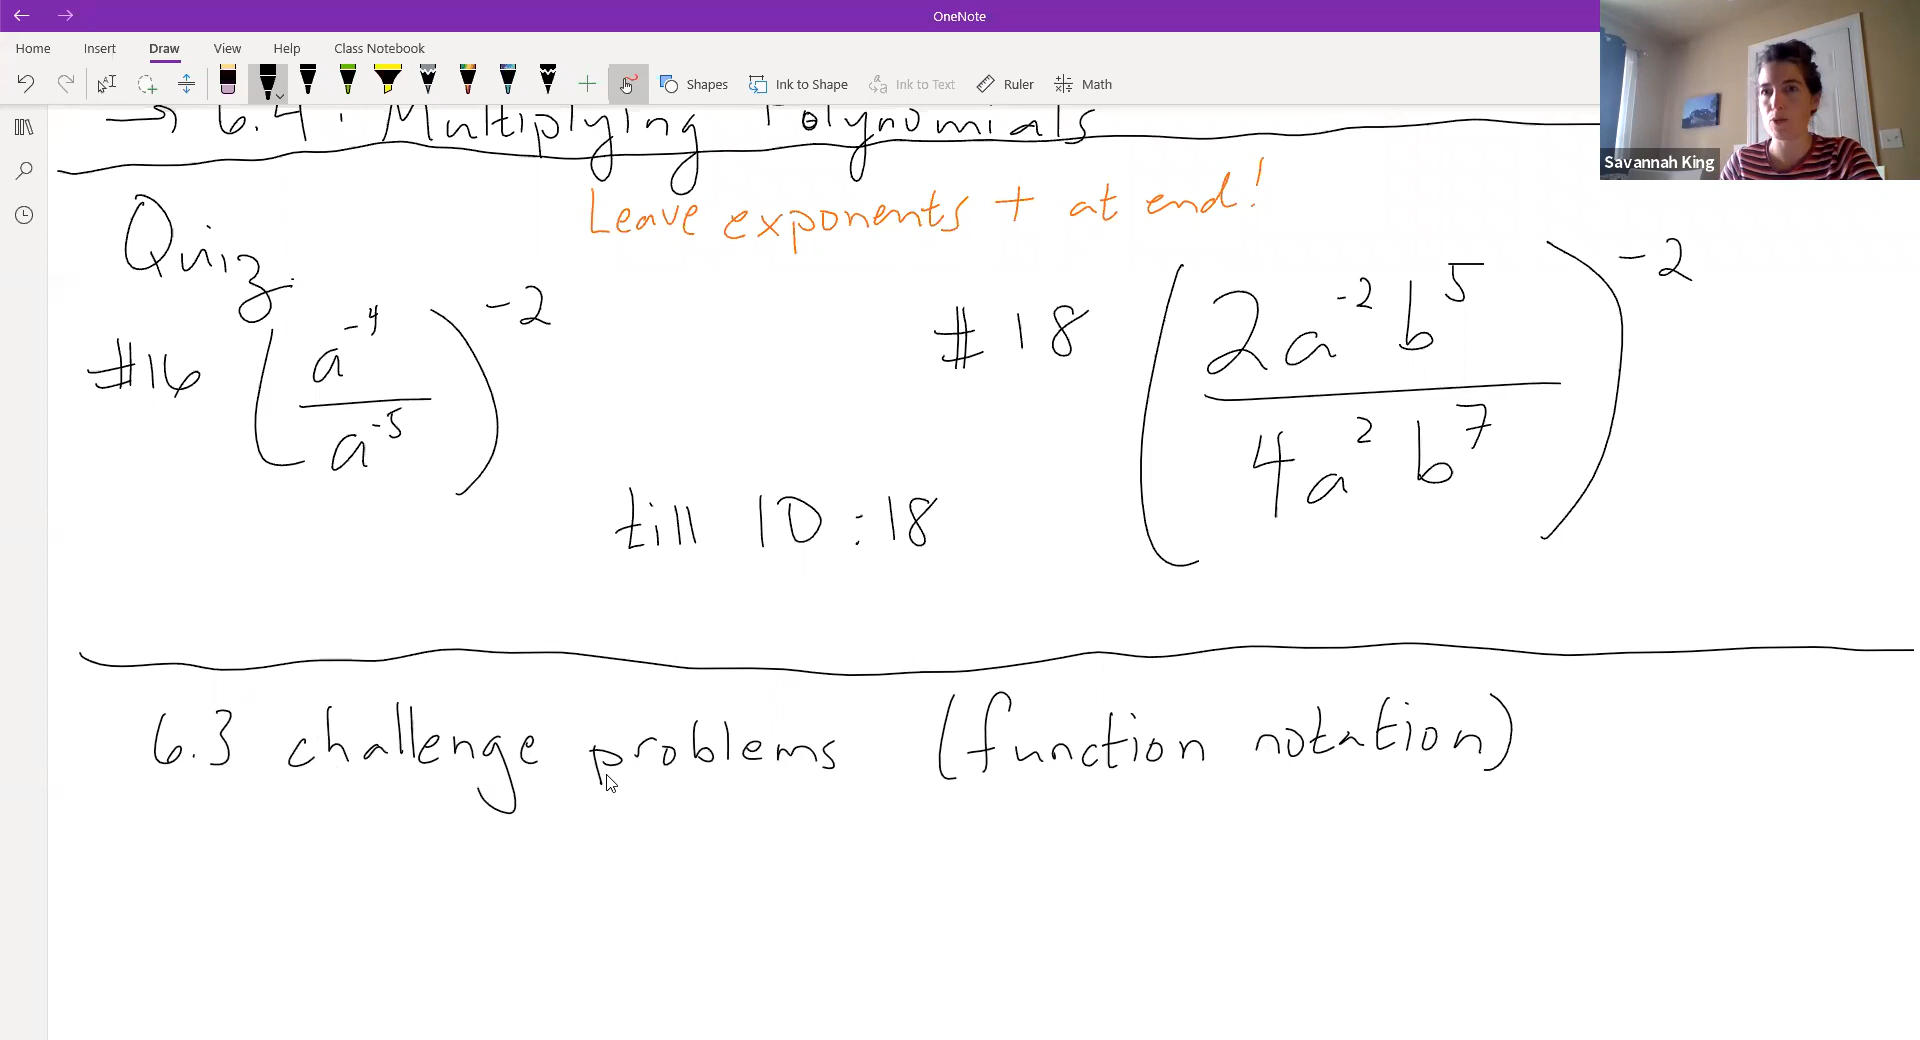 OneNote
Home Insert Draw View Help Class Notebook
Shapes Ink to Shape Ink to Text Ruler Math
→ 6.4: Multiplying Polynomials
Savannah King
Leave exponents + at end!
Quiz
#16 (a^-4 / a^-5)^-2
#18 (2a^-2 b^5 / 4a^2 b^7)^-2
till 10:18
6.3 challenge problems (function notation)